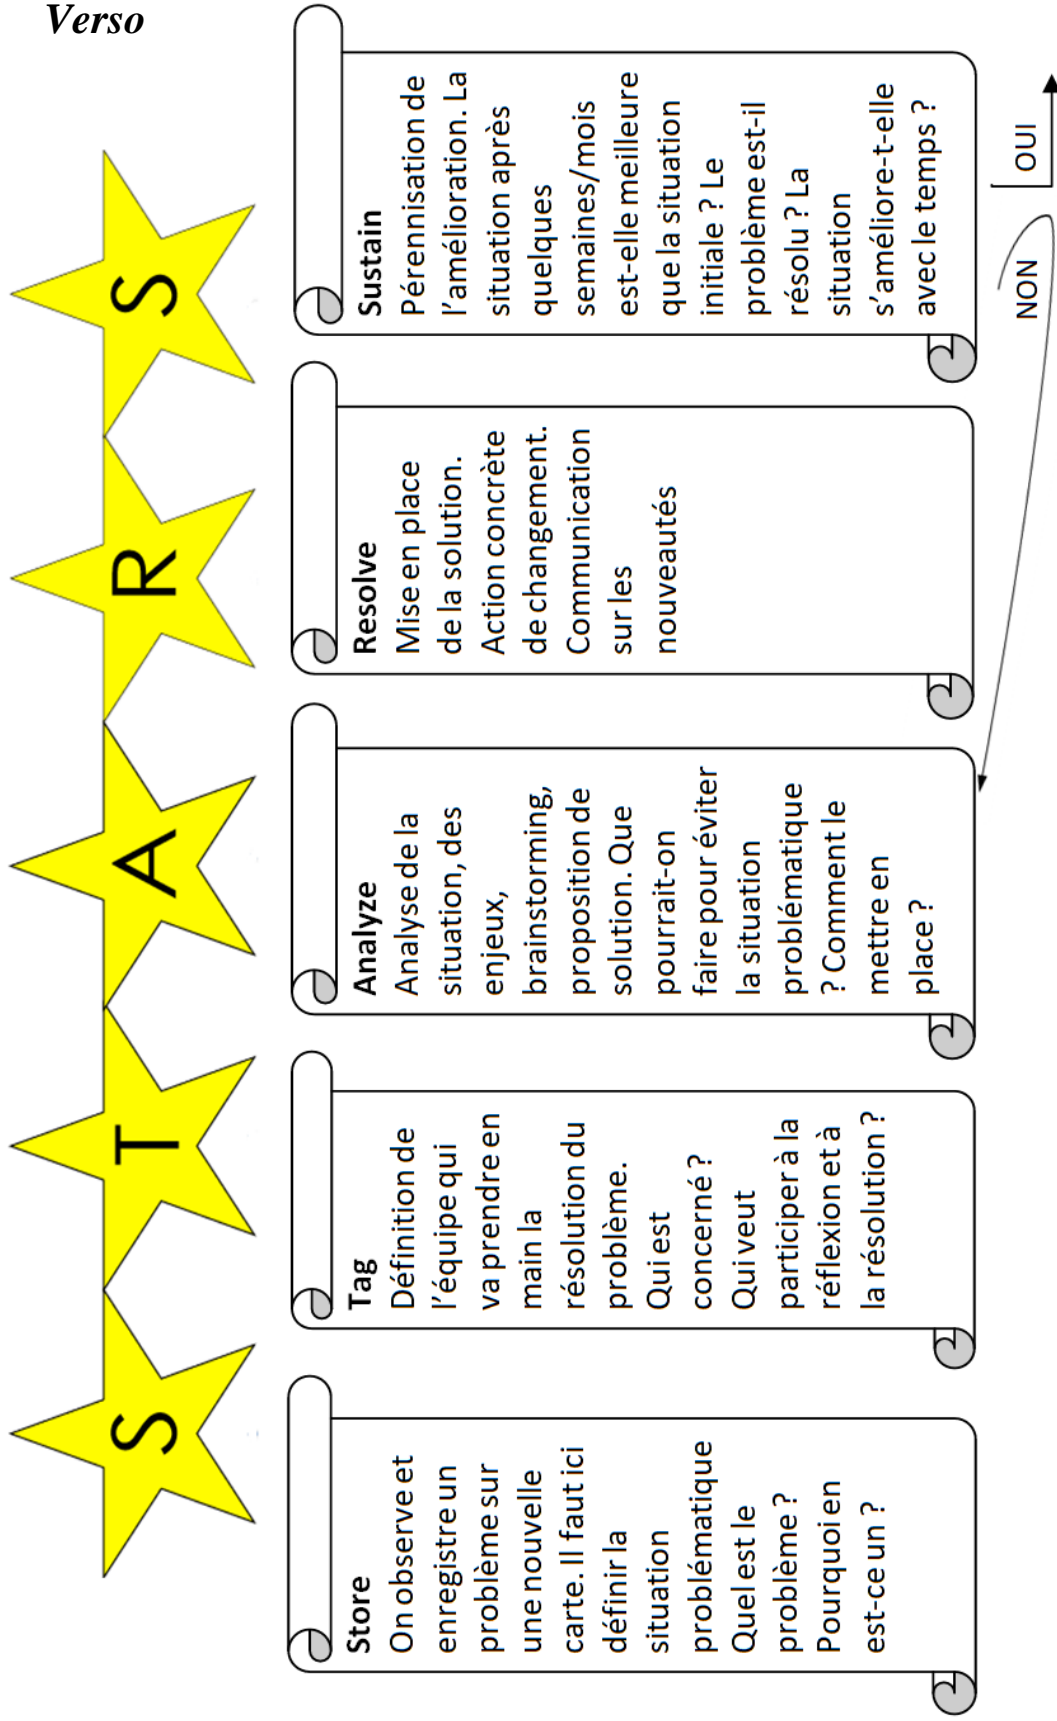 Verso
S
T
A
R
S
Store
On observe et
enregistre un
problème sur
une nouvelle
carte. Il faut ici
définir la
situation
problématique
Quel est le
problème ?
Pourquoi en
est-ce un ?
Tag
Définition de
l'équipe qui
va prendre en
main la
résolution du
problème.
Qui est
concerné ?
Qui veut
participer à la
réflexion et à
la résolution ?
Analyze
Analyse de la
situation, des
enjeux,
brainstorming,
proposition de
solution. Que
pourrait-on
faire pour éviter
la situation
problématique
? Comment le
mettre en
place ?
Resolve
Mise en place
de la solution.
Action concrète
de changement.
Communication
sur les
nouveautés
Sustain
Pérennisation de
l'amélioration. La
situation après
quelques
semaines/mois
est-elle meilleure
que la situation
initiale ? Le
problème est-il
résolu ? La
situation
s'améliore-t-elle
avec le temps ?
NON
OUI